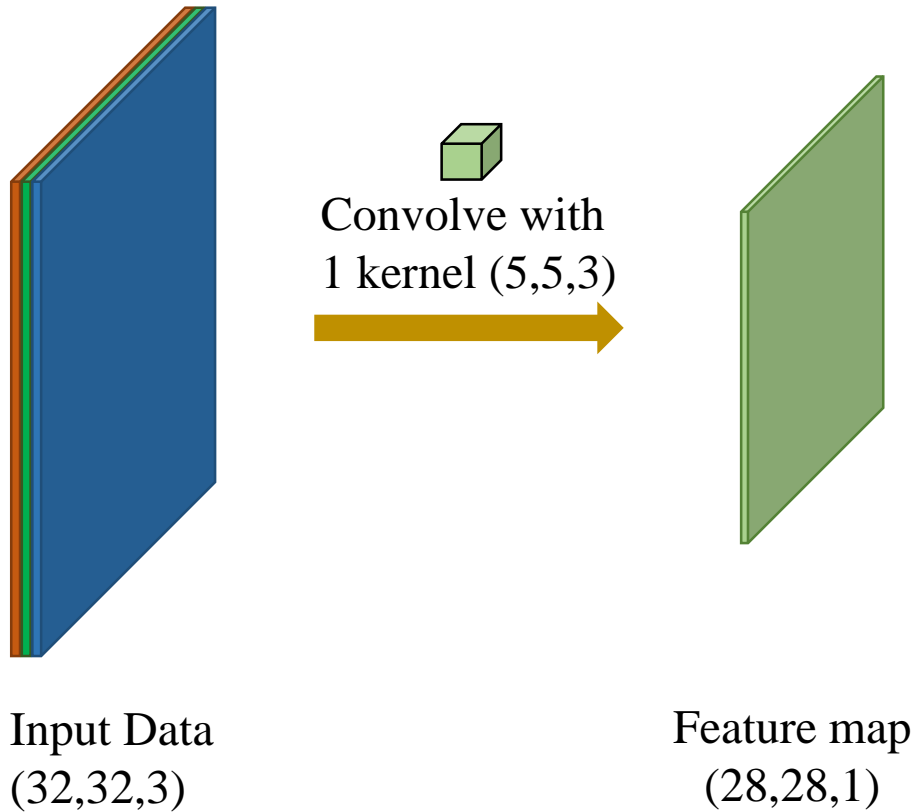 Convolve with
1 kernel (5,5,3)
Input Data
(32,32,3)
Feature map
(28,28,1)